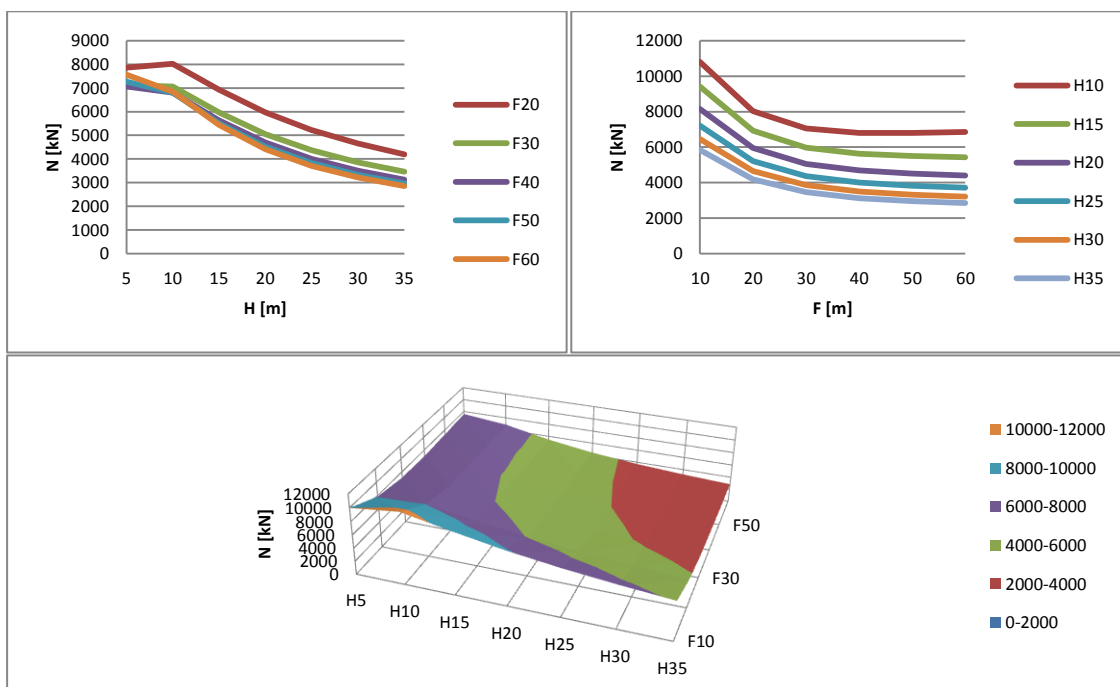 N [kN]
9000
8000
7000
6000
5000
4000
3000
2000
1000
0
5 10 15 20 25 30 35
H [m]
F20
F30
F40
F50
F60
N [kN]
12000
10000
8000
6000
4000
2000
0
10 20 30 40 50 60
F [m]
H10
H15
H20
H25
H30
H35
N [kN]
12000
10000
8000
6000
4000
2000
0
H5 H10 H15 H20 H25 H30 H35
F10
F30
F50
10000-12000
8000-10000
6000-8000
4000-6000
2000-4000
0-2000